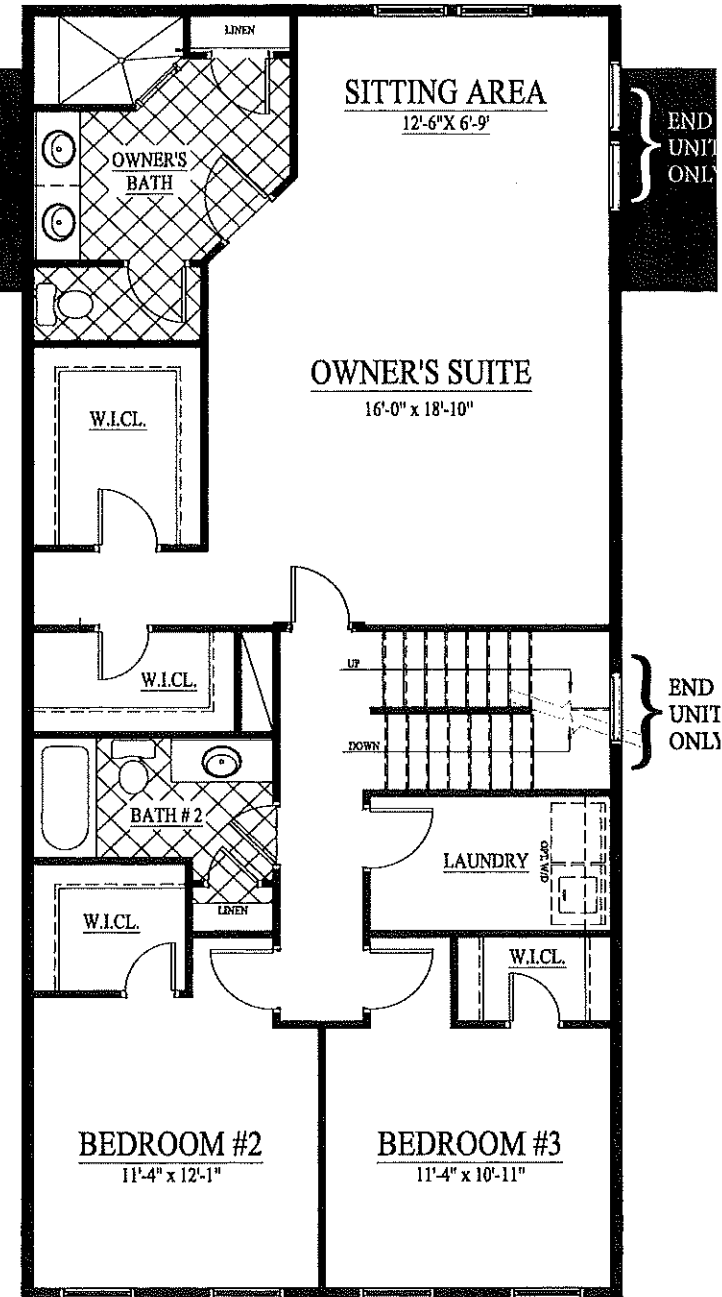 LINEN
SITTING AREA
12'-6"X 6'-9'
END
UNIT
ONLY
OWNER'S
BATH
OWNER'S SUITE
16'-0" x 18'-10"
W.I.CL.
W.I.CL.
UP
DOWN
END
UNIT
ONLY
BATH # 2
LAUNDRY
OPT. W/D
W.I.CL.
LINEN
W.I.CL.
BEDROOM #2
11'-4" x 12'-1"
BEDROOM #3
11'-4" x 10'-11"